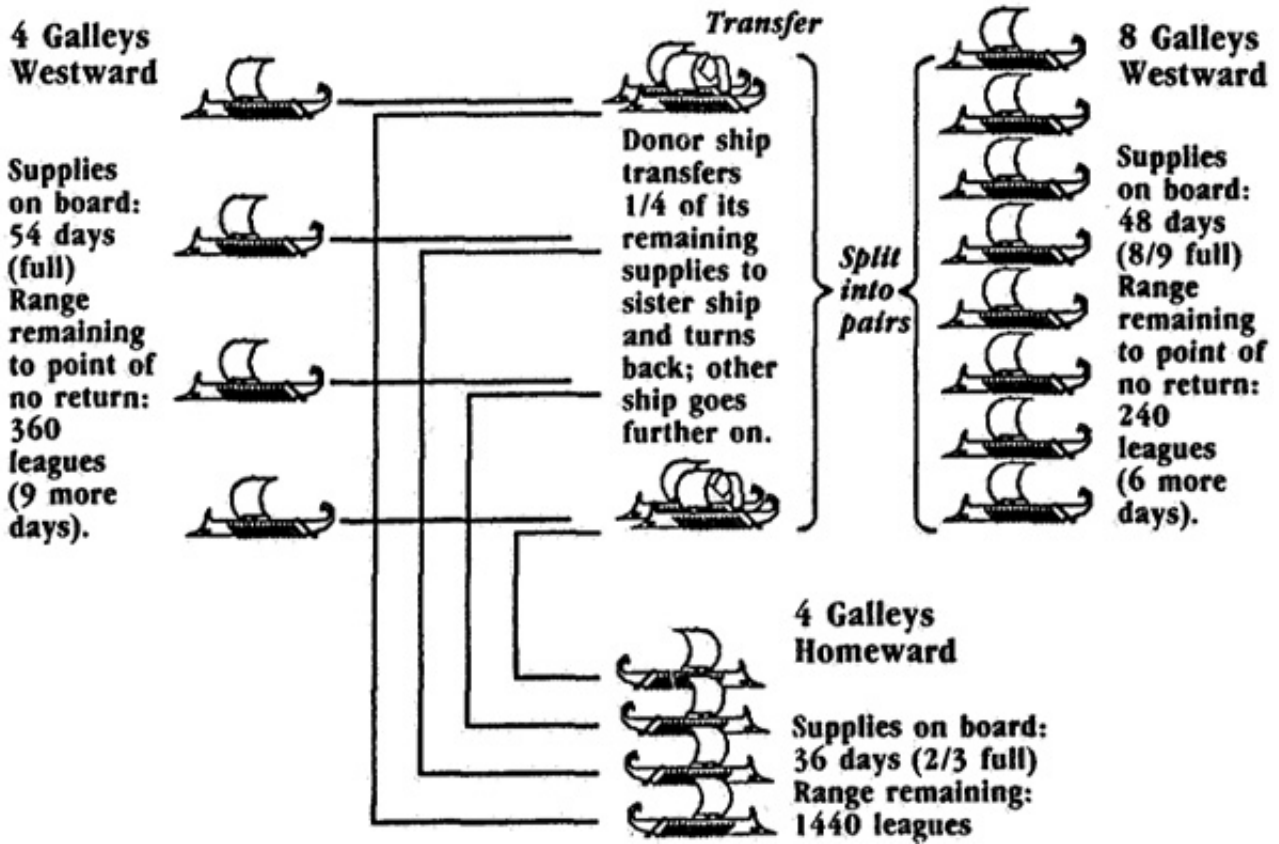 4 Galleys
Westward
Supplies
on board:
54 days
(full)
Range
remaining
to point of
no return:
360
leagues
(9 more
days).
Transfer
Donor ship
transfers
1/4 of its
remaining
supplies to
sister ship
and turns
back; other
ship goes
further on.
Split
into
pairs
8 Galleys
Westward
Supplies
on board:
48 days
(8/9 full)
Range
remaining
to point of
no return:
240
leagues
(6 more
days).
4 Galleys
Homeward
Supplies on board:
36 days (2/3 full)
Range remaining:
1440 leagues